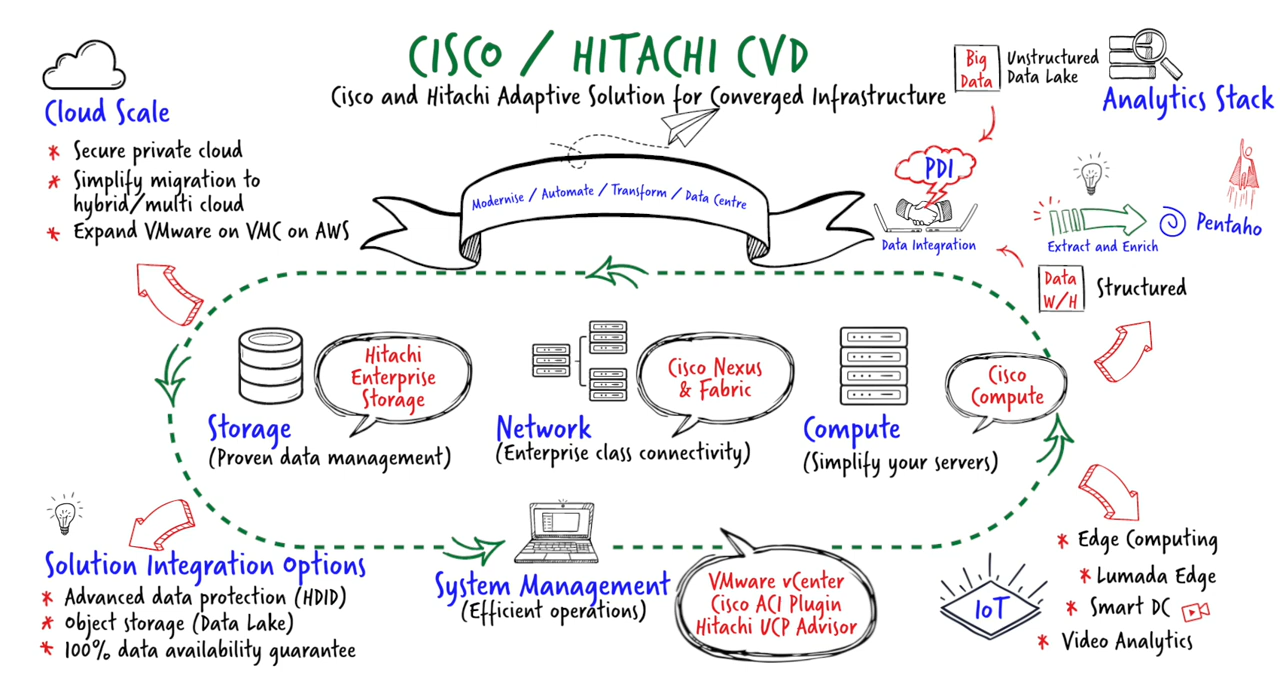 CISCO / HITACHI CVD
Cisco and Hitachi Adaptive Solution for Converged Infrastructure
Modernise / Automate / Transform / Data Centre
Cloud Scale
* Secure private cloud
* Simplify migration to
hybrid/multi cloud
* Expand VMware on VMC on AWS
Big
Data
Unstructured
Data Lake
Analytics Stack
PDI
Data Integration
Extract and Enrich
Pentaho
Data
W/H
Structured
Hitachi
Enterprise
Storage
Storage
(Proven data management)
Cisco Nexus
& Fabric
Network
(Enterprise class connectivity)
Cisco
Compute
Compute
(Simplify your servers)
Solution Integration Options
* Advanced data protection (HDID)
* Object storage (Data Lake)
* 100% data availability guarantee
System Management
(Efficient operations)
VMware vCenter
Cisco ACI Plugin
Hitachi UCP Advisor
IoT
* Edge Computing
* Lumada Edge
* Smart DC
* Video Analytics